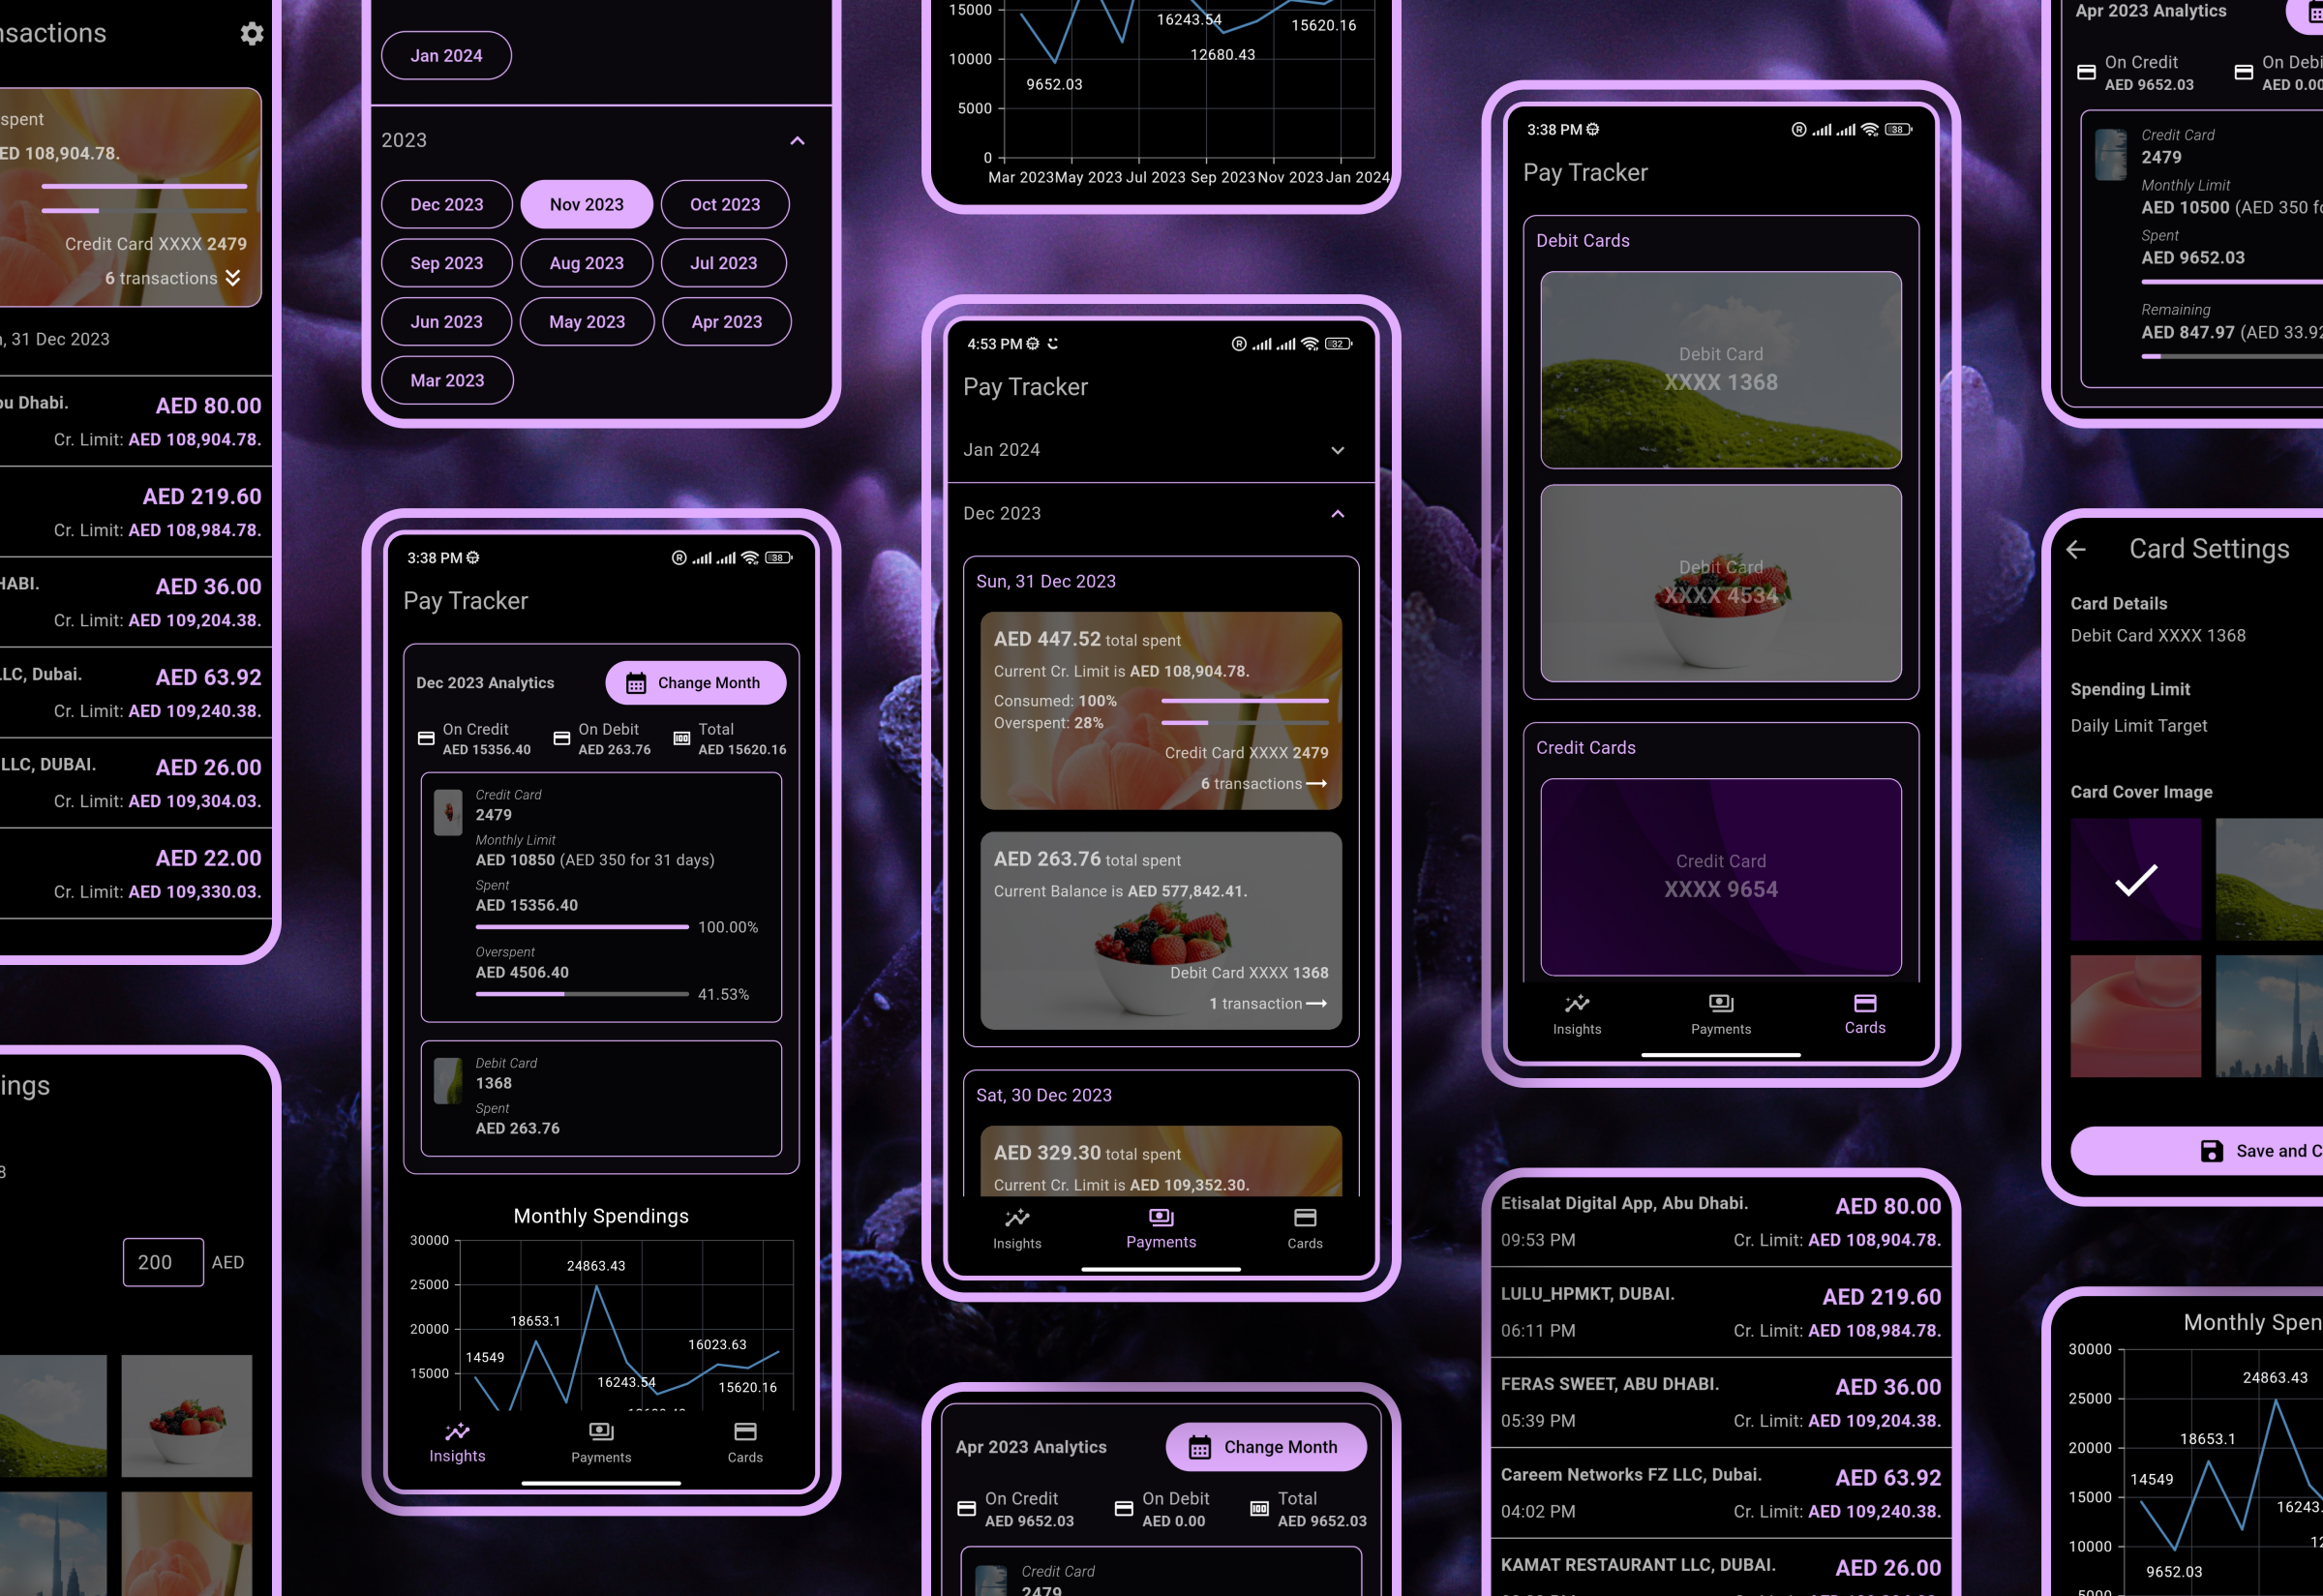 nsactions
spent
ED 108,904.78.
Credit Card XXXX 2479
6 transactions
n, 31 Dec 2023
bu Dhabi.
AED 80.00
Cr. Limit: AED 108,904.78.
AED 219.60
Cr. Limit: AED 108,984.78.
HABI.
AED 36.00
Cr. Limit: AED 109,204.38.
LLC, Dubai.
AED 63.92
Cr. Limit: AED 109,240.38.
LLC, DUBAI.
AED 26.00
Cr. Limit: AED 109,304.03.
AED 22.00
Cr. Limit: AED 109,330.03.
ings
8
200 AED
Jan 2024
2023
Dec 2023 Nov 2023 Oct 2023
Sep 2023 Aug 2023 Jul 2023
Jun 2023 May 2023 Apr 2023
Mar 2023
3:38 PM
38
Pay Tracker
Dec 2023 Analytics
Change Month
On Credit
AED 15356.40
On Debit
AED 263.76
Total
AED 15620.16
Credit Card
2479
Monthly Limit
AED 10850 (AED 350 for 31 days)
Spent
AED 15356.40
100.00%
Overspent
AED 4506.40
41.53%
Debit Card
1368
Spent
AED 263.76
Monthly Spendings
30000
24863.43
25000
18653.1
20000
16023.63
14549
15000
16243.54
15620.16
Insights Payments Cards
15000
16243.54
15620.16
10000
12680.43
9652.03
5000
0
Mar 2023 May 2023 Jul 2023 Sep 2023 Nov 2023 Jan 2024
4:53 PM
32
Pay Tracker
Jan 2024
Dec 2023
Sun, 31 Dec 2023
AED 447.52 total spent
Current Cr. Limit is AED 108,904.78.
Consumed: 100%
Overspent: 28%
Credit Card XXXX 2479
6 transactions
AED 263.76 total spent
Current Balance is AED 577,842.41.
Debit Card XXXX 1368
1 transaction
Sat, 30 Dec 2023
AED 329.30 total spent
Current Cr. Limit is AED 109,352.30.
Insights Payments Cards
Apr 2023 Analytics
Change Month
On Credit
AED 9652.03
On Debit
AED 0.00
Total
AED 9652.03
Credit Card
2479
3:38 PM
38
Pay Tracker
Debit Cards
Debit Card
XXXX 1368
Debit Card
XXXX 4534
Credit Cards
Credit Card
XXXX 9654
Insights Payments Cards
Etisalat Digital App, Abu Dhabi.
AED 80.00
09:53 PM
Cr. Limit: AED 108,904.78.
LULU_HPMKT, DUBAI.
AED 219.60
06:11 PM
Cr. Limit: AED 108,984.78.
FERAS SWEET, ABU DHABI.
AED 36.00
05:39 PM
Cr. Limit: AED 109,204.38.
Careem Networks FZ LLC, Dubai.
AED 63.92
04:02 PM
Cr. Limit: AED 109,240.38.
KAMAT RESTAURANT LLC, DUBAI.
AED 26.00
Apr 2023 Analytics
On Credit
AED 9652.03
On Debi
AED 0.00
Credit Card
2479
Monthly Limit
AED 10500 (AED 350 fo
Spent
AED 9652.03
Remaining
AED 847.97 (AED 33.92
Card Settings
Card Details
Debit Card XXXX 1368
Spending Limit
Daily Limit Target
Card Cover Image
Save and C
Monthly Spen
30000
24863.43
25000
18653.1
20000
14549
15000
16243.
12
10000
9652.03
5000